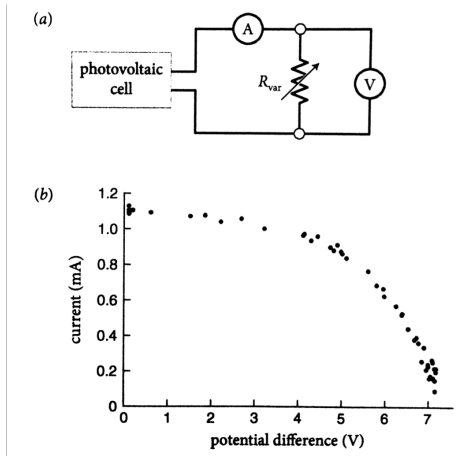 (a)
A
photovoltaic
cell
Rvar
V
(b)
1.2
1.0
0.8
0.6
0.4
0.2
0
current (mA)
0 1 2 3 4 5 6 7
potential difference (V)